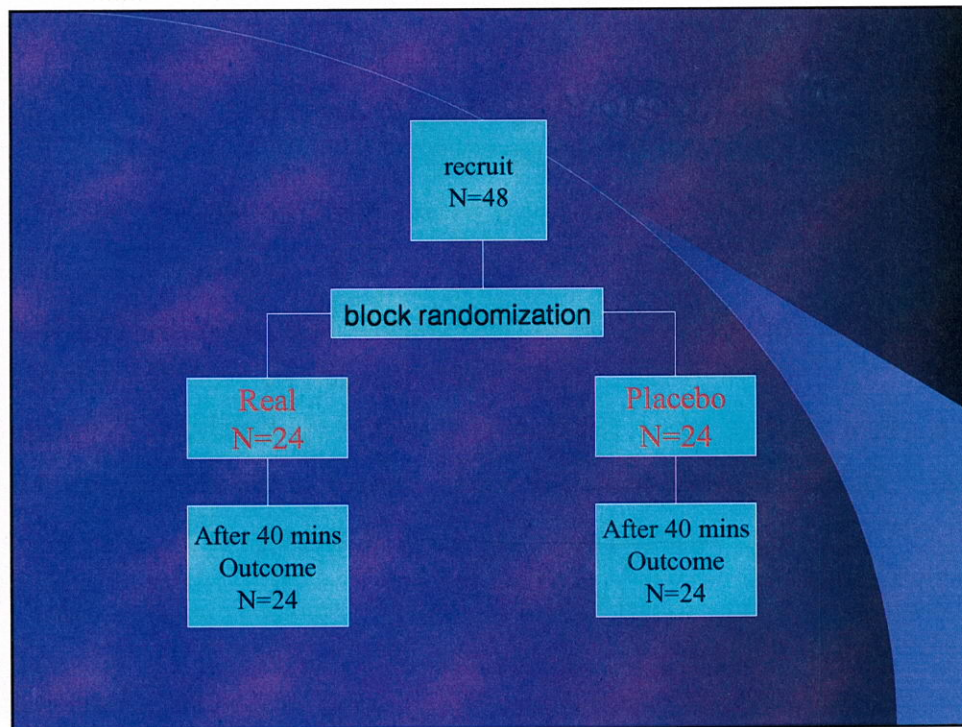 recruit
N=48
block randomization
Real
N=24
Placebo
N=24
After 40 mins
Outcome
N=24
After 40 mins
Outcome
N=24